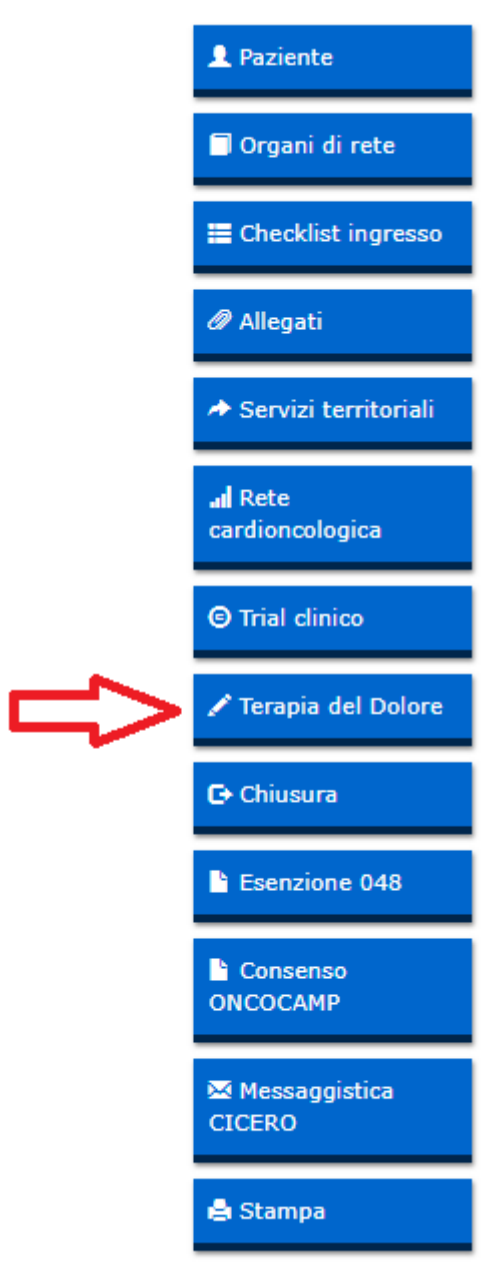 Paziente
Organi di rete
Checklist ingresso
Allegati
Servizi territoriali
Rete
cardioncologica
Trial clinico
Terapia del Dolore
Chiusura
Esenzione 048
Consenso
ONCOCAMP
Messaggistica
CICERO
Stampa